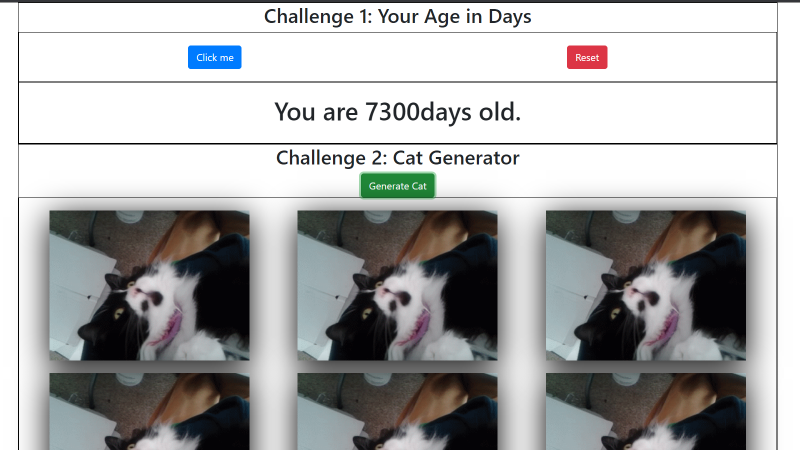 Challenge 1: Your Age in Days
Click me
Reset
You are 7300days old.
Challenge 2: Cat Generator
Generate Cat